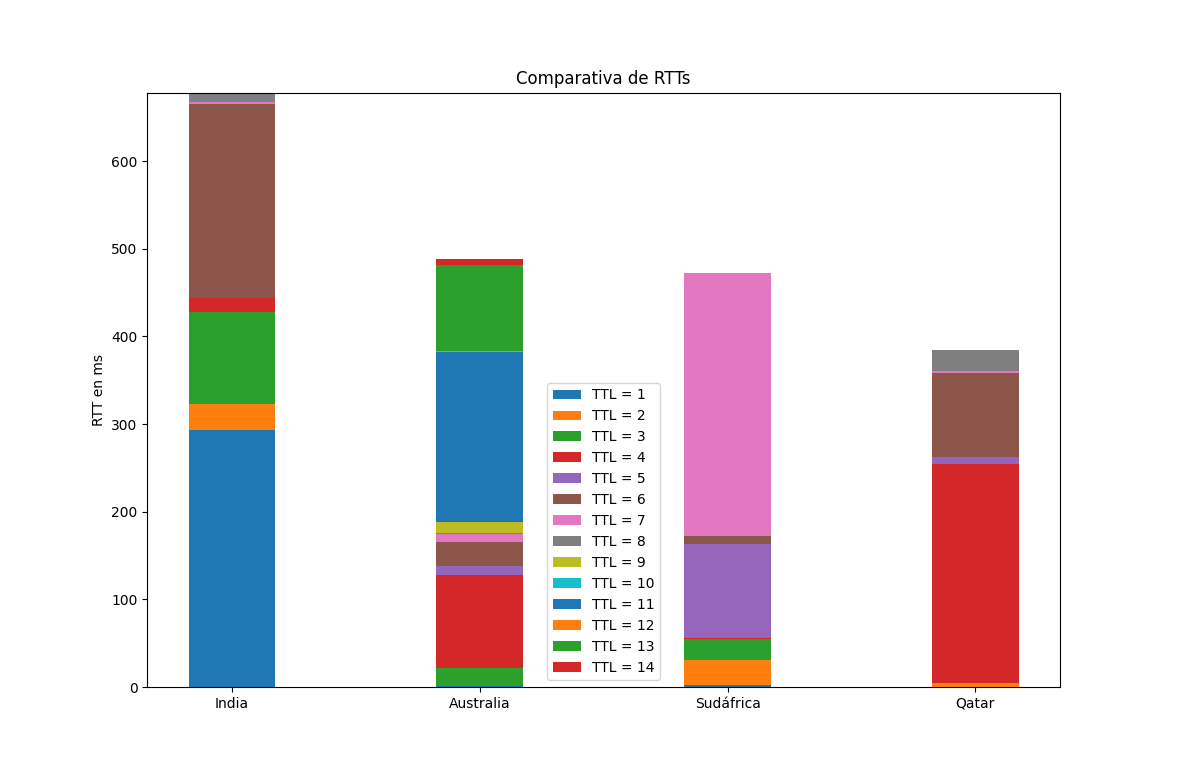 Comparativa de RTTs
RTT en ms
600
500
400
300
200
100
0
TTL = 1
TTL = 2
TTL = 3
TTL = 4
TTL = 5
TTL = 6
TTL = 7
TTL = 8
TTL = 9
TTL = 10
TTL = 11
TTL = 12
TTL = 13
TTL = 14
India
Australia
Sudáfrica
Qatar